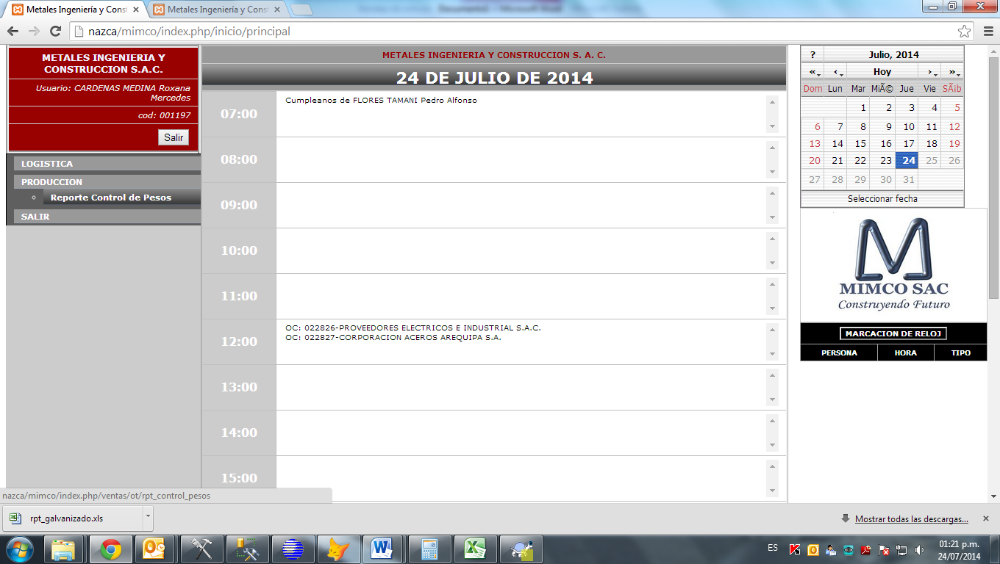 Metales Ingeniería y Const
Metales Ingeniería y Const
nazca/mimco/index.php/inicio/principal
METALES INGENIERIA Y
CONSTRUCCION S.A.C.
Usuario: CARDENAS MEDINA Roxana
Mercedes
cod: 001197
Salir
LOGISTICA
PRODUCCION
Reporte Control de Pesos
SALIR
METALES INGENIERIA Y CONSTRUCCION S. A. C.
24 DE JULIO DE 2014
07:00
Cumpleanos de FLORES TAMANI Pedro Alfonso
08:00
09:00
10:00
11:00
12:00
OC: 022826-PROVEEDORES ELECTRICOS E INDUSTRIAL S.A.C.
OC: 022827-CORPORACION ACEROS AREQUIPA S.A.
13:00
14:00
15:00
? Julio, 2014
« ‹ Hoy › »
Dom Lun Mar MiÃ© Jue Vie SÃib
1 2 3 4 5
6 7 8 9 10 11 12
13 14 15 16 17 18 19
20 21 22 23 24 25 26
27 28 29 30 31
Seleccionar fecha
MIMCO SAC
Construyendo Futuro
MARCACION DE RELOJ
PERSONA HORA TIPO
nazca/mimco/index.php/ventas/ot/rpt_control_pesos
rpt_galvanizado.xls
Mostrar todas las descargas...
ES
01:21 p.m.
24/07/2014